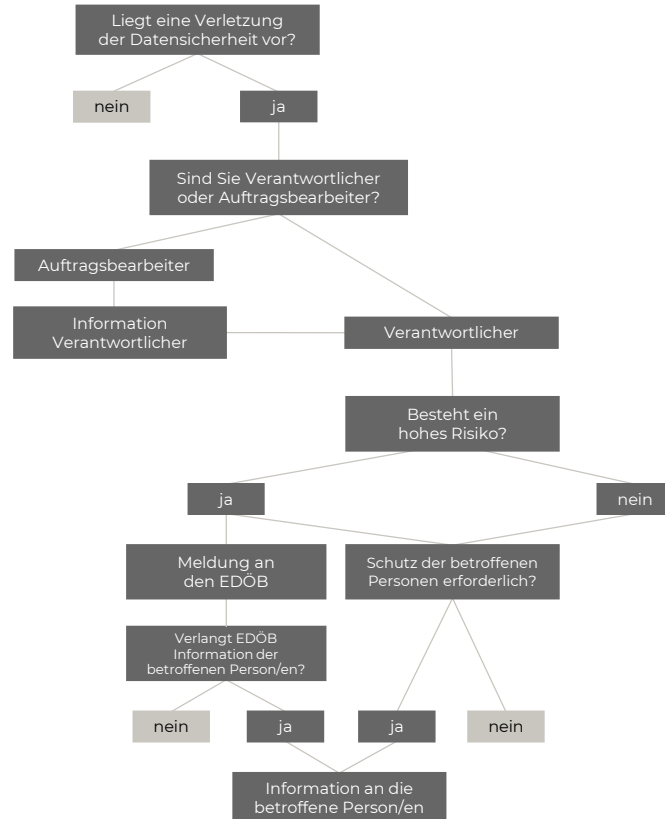 Liegt eine Verletzung
der Datensicherheit vor?
nein
ja
Sind Sie Verantwortlicher
oder Auftragsbearbeiter?
Auftragsbearbeiter
Information
Verantwortlicher
Verantwortlicher
Besteht ein
hohes Risiko?
ja
nein
Meldung an
den EDÖB
Schutz der betroffenen
Personen erforderlich?
Verlangt EDÖB
Information der
betroffenen Person/en?
nein
ja
ja
nein
Information an die
betroffene Person/en